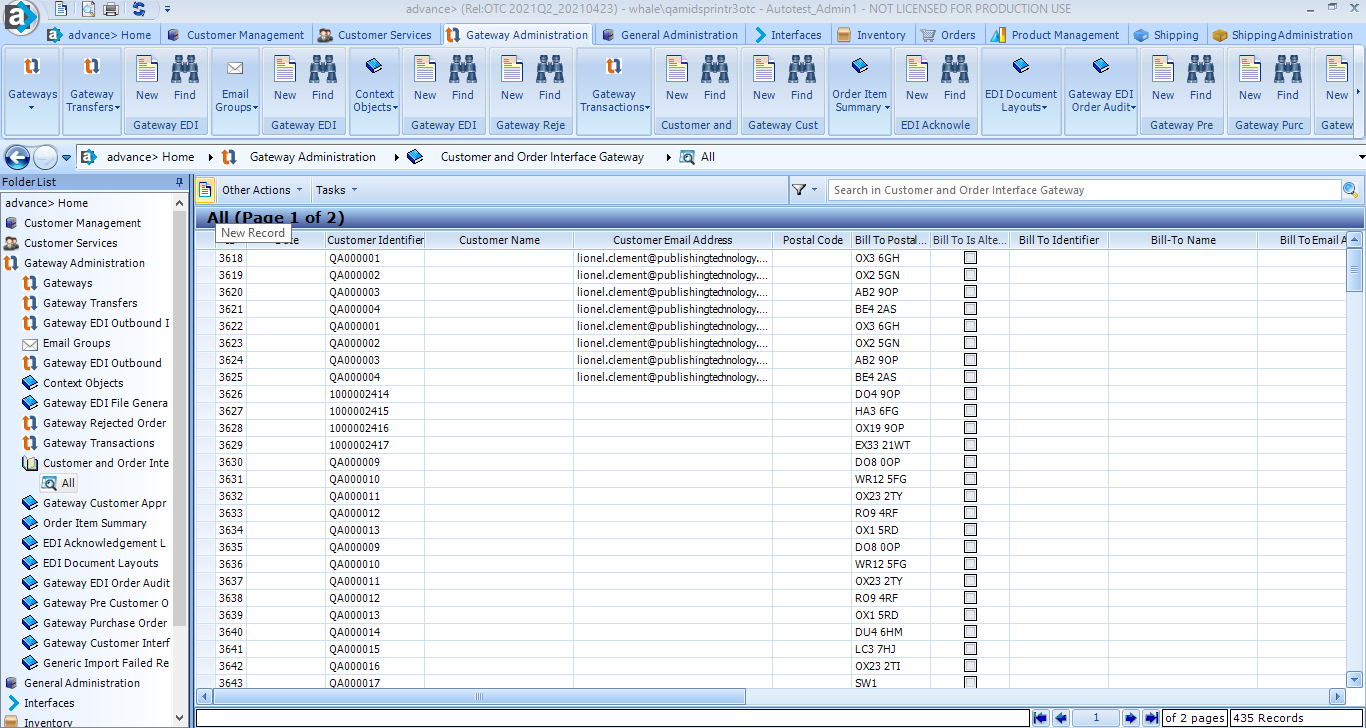 advance> (Rel:OTC 2021Q2_20210423) - whale\qamidsprintr3otc - Autotest_Admin1 - NOT LICENSED FOR PRODUCTION USE
advance> Home Customer Management Customer Services Gateway Administration General Administration Interfaces Inventory Orders Product Management Shipping Shipping Administration
Gateways Gateway Transfers New Find Gateway EDI Email Groups New Find Gateway EDI Context Objects New Find Gateway EDI New Find Gateway Reje Gateway Transactions New Find Customer and New Find Gateway Cust Order Item Summary New Find EDI Acknowle EDI Document Layouts Gateway EDI Order Audit New Find Gateway Pre New Find Gateway Purc New Gatew
advance> Home Gateway Administration Customer and Order Interface Gateway All
Folder List
advance> Home
Customer Management
Customer Services
Gateway Administration
Gateways
Gateway Transfers
Gateway EDI Outbound I
Email Groups
Gateway EDI Outbound
Context Objects
Gateway EDI File Genera
Gateway Rejected Order
Gateway Transactions
Customer and Order Inte
All
Gateway Customer Appr
Order Item Summary
EDI Acknowledgement L
EDI Document Layouts
Gateway EDI Order Audit
Gateway Pre Customer O
Gateway Purchase Order
Gateway Customer Interf
Generic Import Failed Re
General Administration
Interfaces
Inventory
Other Actions Tasks Search in Customer and Order Interface Gateway
All (Page 1 of 2)
New Record
Customer Identifier Customer Name Customer Email Address Postal Code Bill To Postal... Bill To Is Alte... Bill To Identifier Bill-To Name Bill To Email A
3618 QA000001 lionel.clement@publishingtechnology.... OX3 6GH
3619 QA000002 lionel.clement@publishingtechnology.... OX2 5GN
3620 QA000003 lionel.clement@publishingtechnology.... AB2 9OP
3621 QA000004 lionel.clement@publishingtechnology.... BE4 2AS
3622 QA000001 lionel.clement@publishingtechnology.... OX3 6GH
3623 QA000002 lionel.clement@publishingtechnology.... OX2 5GN
3624 QA000003 lionel.clement@publishingtechnology.... AB2 9OP
3625 QA000004 lionel.clement@publishingtechnology.... BE4 2AS
3626 1000002414 DO4 9OP
3627 1000002415 HA3 6FG
3628 1000002416 OX19 9OP
3629 1000002417 EX33 21WT
3630 QA000009 DO8 0OP
3631 QA000010 WR12 5FG
3632 QA000011 OX23 2TY
3633 QA000012 RO9 4RF
3634 QA000013 OX1 5RD
3635 QA000009 DO8 0OP
3636 QA000010 WR12 5FG
3637 QA000011 OX23 2TY
3638 QA000012 RO9 4RF
3639 QA000013 OX1 5RD
3640 QA000014 DU4 6HM
3641 QA000015 LC3 7HJ
3642 QA000016 OX23 2TI
3643 QA000017 SW1
1 of 2 pages 435 Records